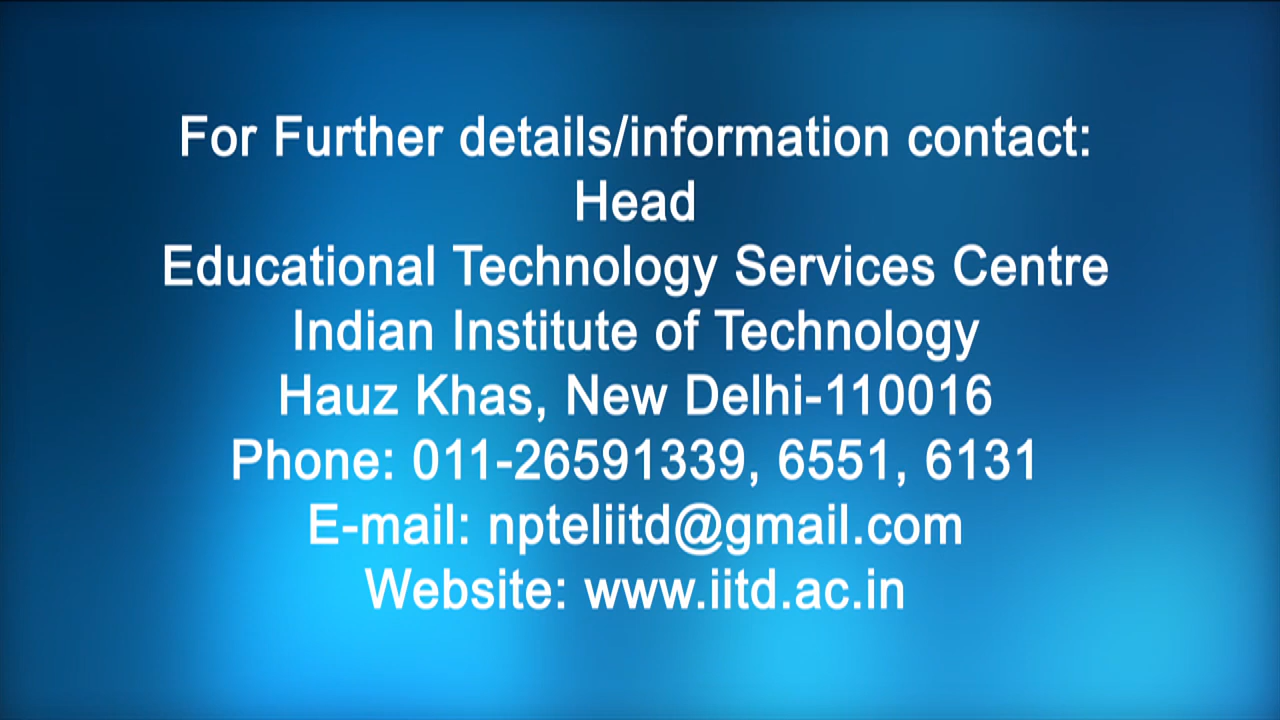 For Further details/information contact:
Head
Educational Technology Services Centre
Indian Institute of Technology
Hauz Khas, New Delhi-110016
Phone: 011-26591339, 6551, 6131
E-mail: npteliitd@gmail.com
Website: www.iitd.ac.in